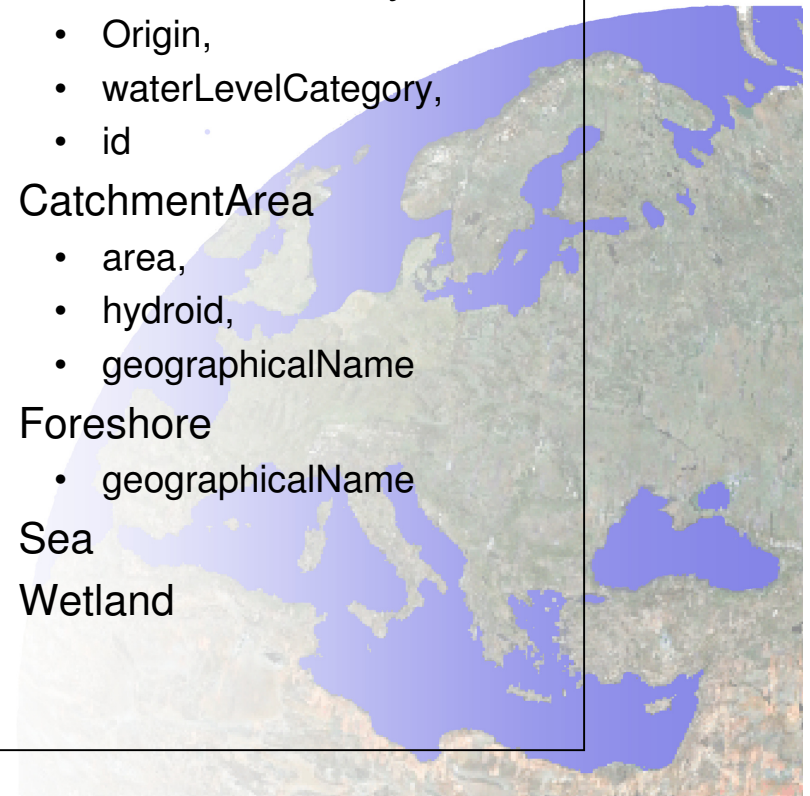 • Origin,
• waterLevelCategory,
• id
CatchmentArea
• area,
• hydroid,
• geographicalName
Foreshore
• geographicalName
Sea
Wetland